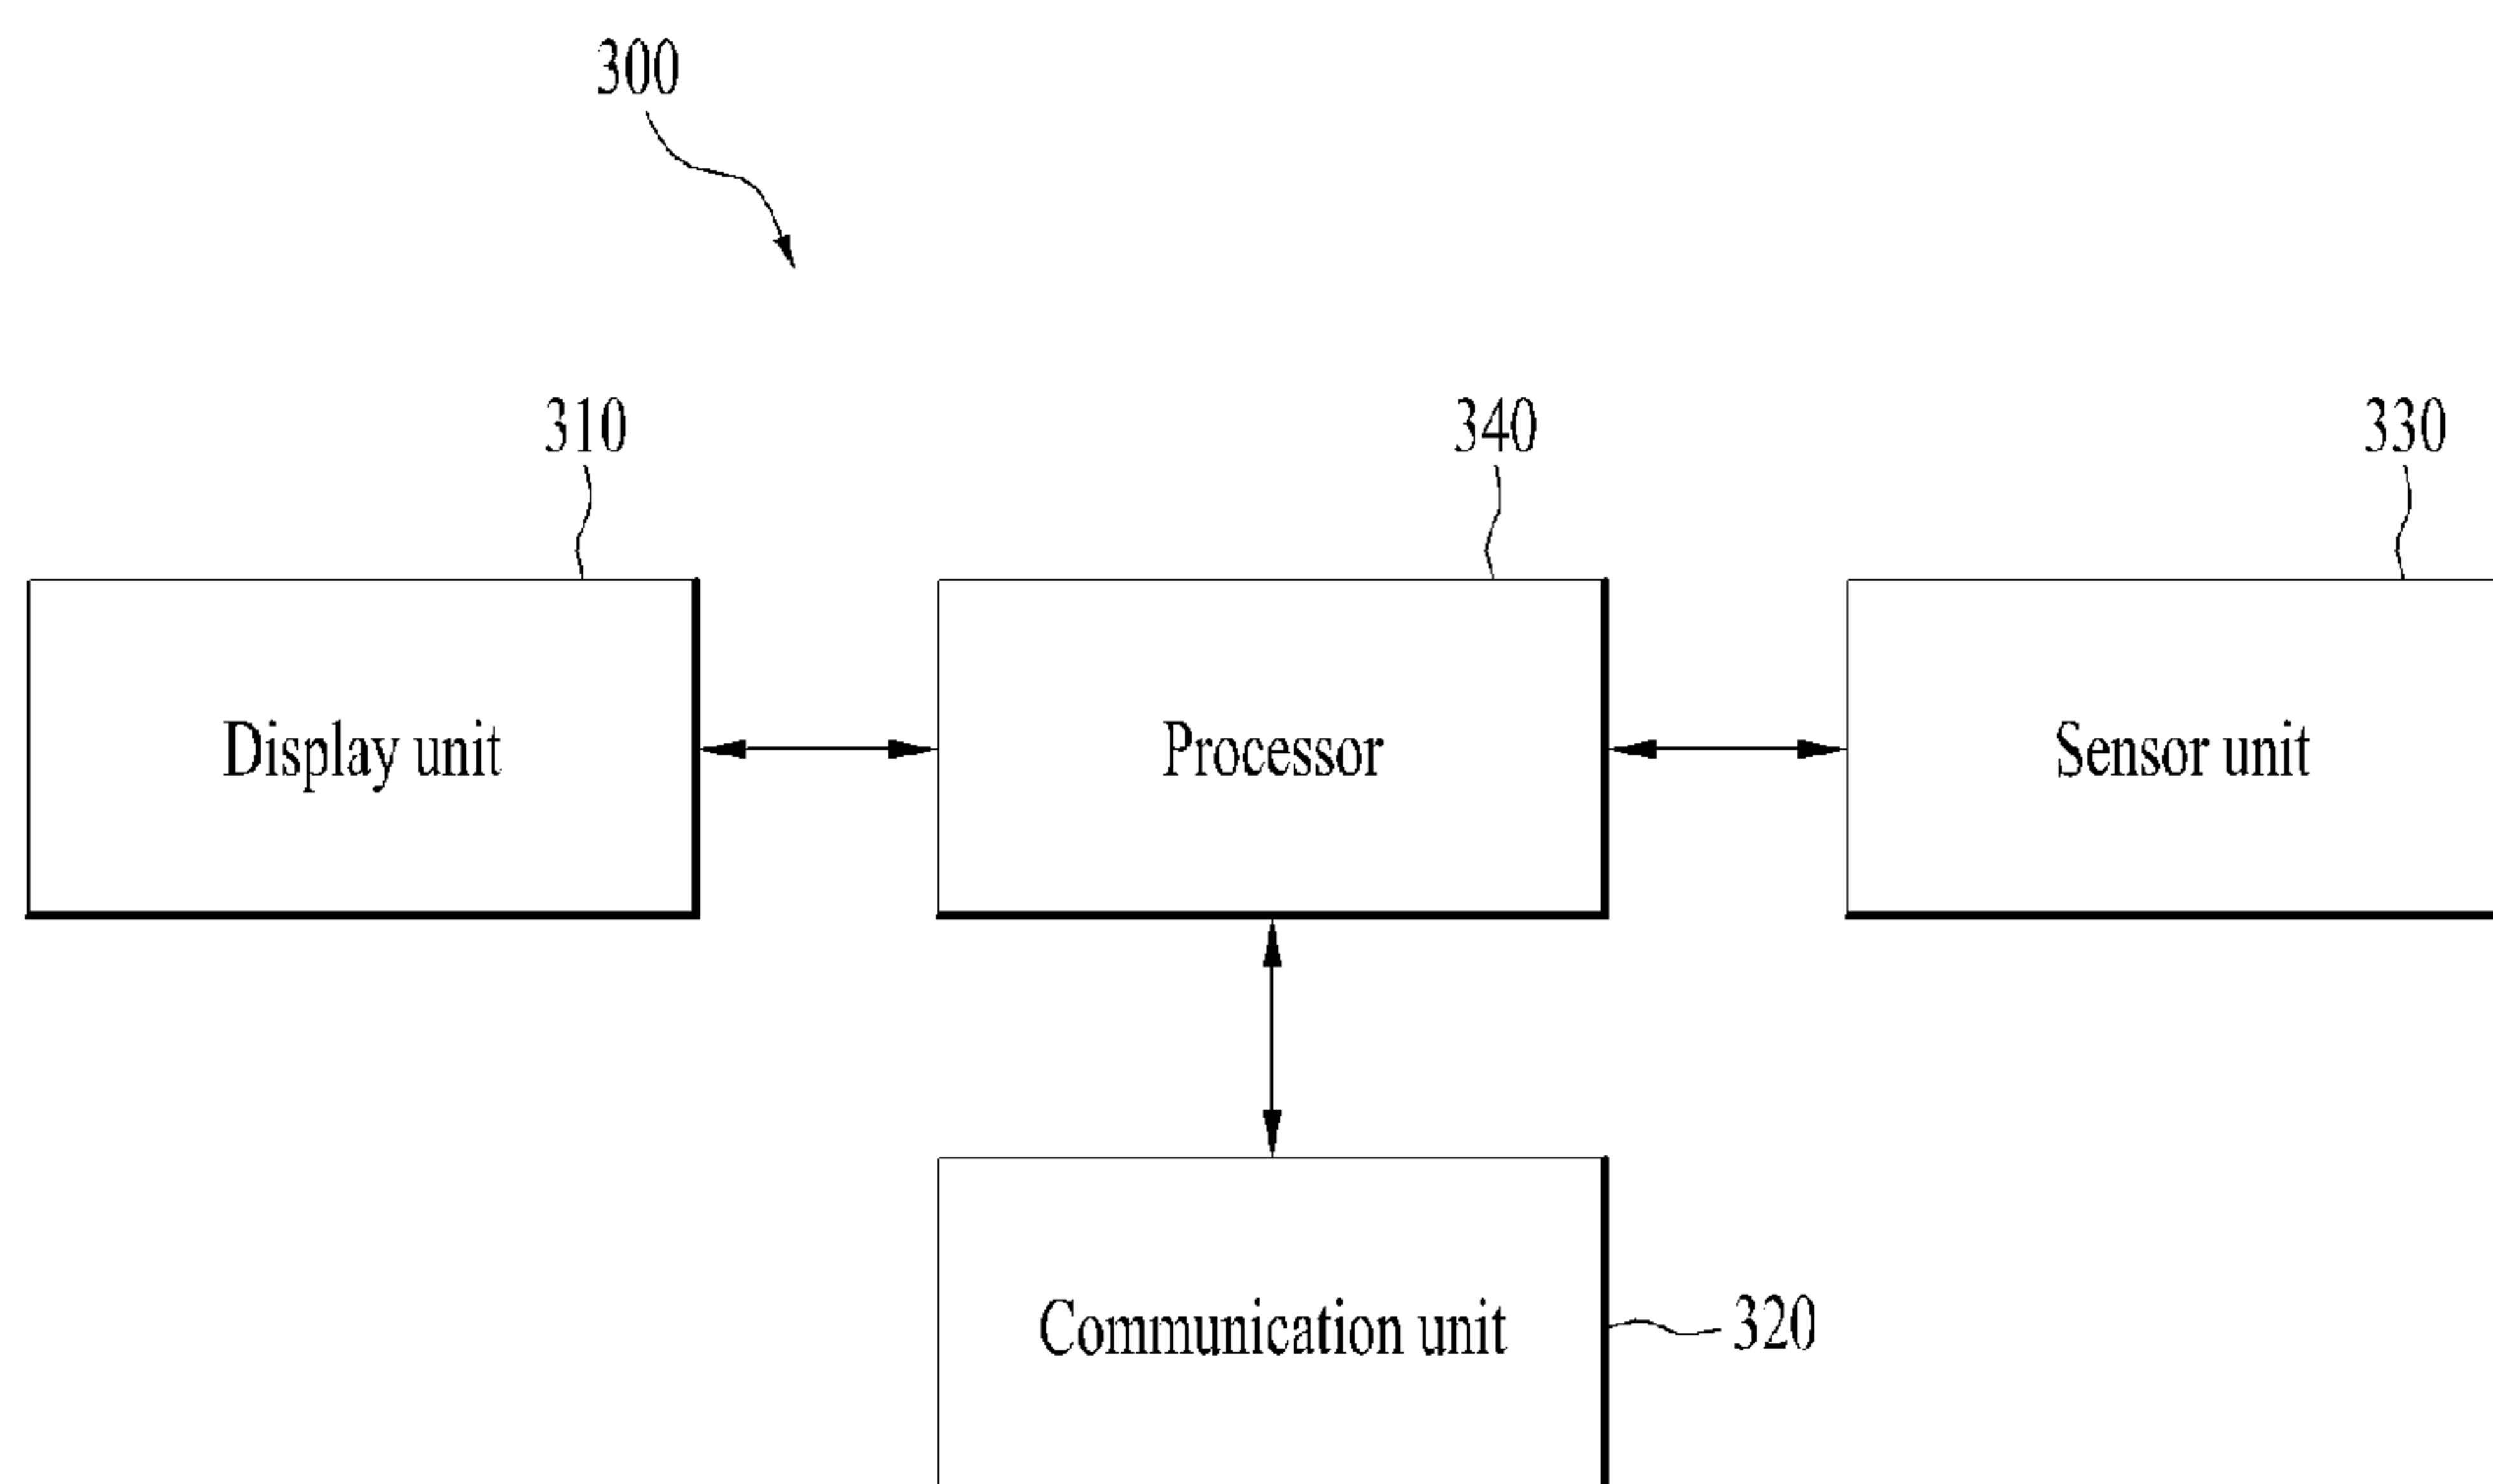 300
310
340
330
Display unit
Processor
Sensor unit
Communication unit
320